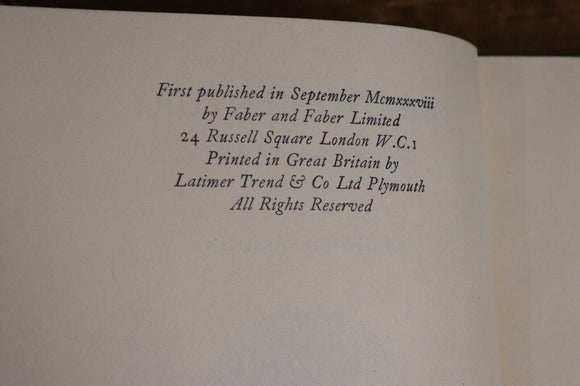 First published in September Mcmxxxviii
by Faber and Faber Limited
24 Russell Square London W.C.1
Printed in Great Britain by
Latimer Trend & Co Ltd Plymouth
All Rights Reserved